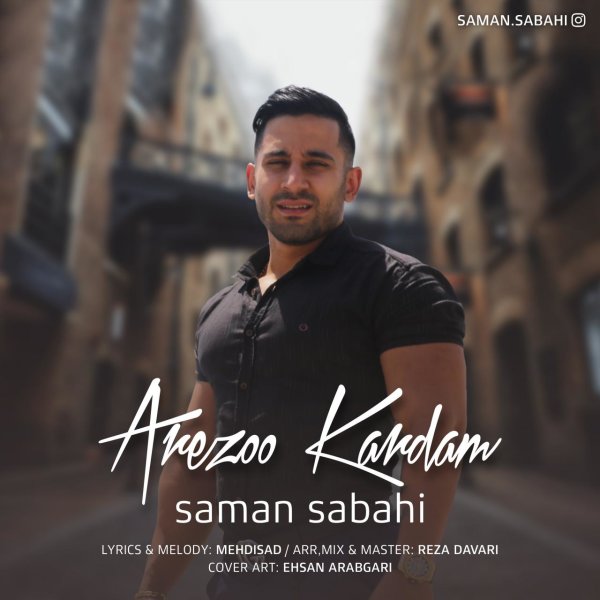 SAMAN.SABAHI
Arezoo Kardam
saman sabahi
LYRICS & MELODY: MEHDISAD / ARR,MIX & MASTER: REZA DAVARI
COVER ART: EHSAN ARABGARI